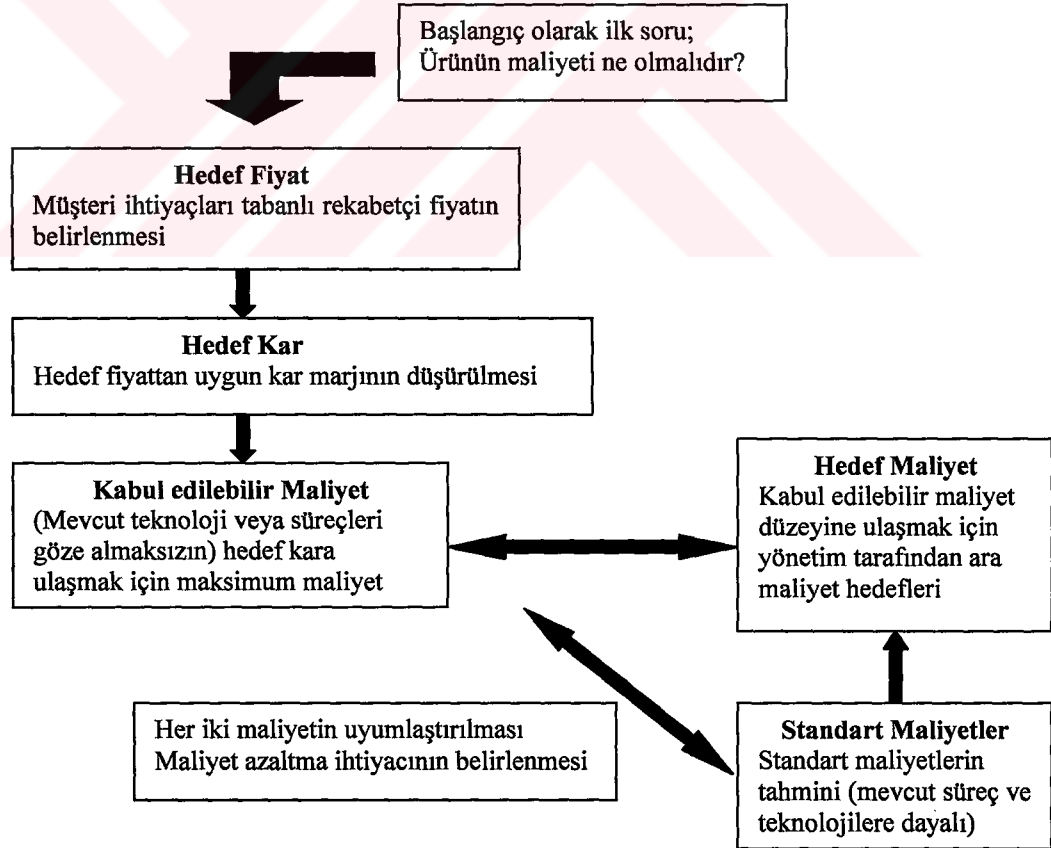 Başlangıç olarak ilk soru;
Ürünün maliyeti ne olmalıdır?
Hedef Fiyat
Müşteri ihtiyaçları tabanlı rekabetçi fiyatın
belirlenmesi
Hedef Kar
Hedef fiyattan uygun kar marjının düşürülmesi
Kabul edilebilir Maliyet
(Mevcut teknoloji veya süreçleri
göze almaksızın) hedef kara
ulaşmak için maksimum maliyet
Hedef Maliyet
Kabul edilebilir maliyet
düzeyine ulaşmak için
yönetim tarafından ara
maliyet hedefleri
Her iki maliyetin uyumlaştırılması
Maliyet azaltma ihtiyacının belirlenmesi
Standart Maliyetler
Standart maliyetlerin
tahmini (mevcut süreç ve
teknolojilere dayalı)